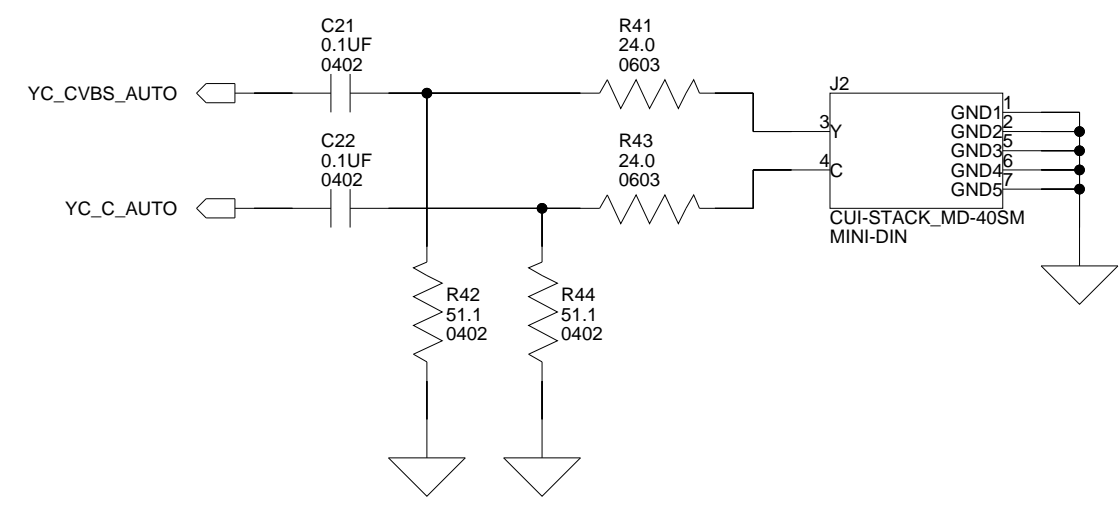 C21
0.1UF
0402
R41
24.0
0603
YC_CVBS_AUTO
J2
C22
0.1UF
0402
R43
24.0
0603
3
Y
4
C
GND1
1
GND2
2
GND3
5
GND4
6
GND5
7
YC_C_AUTO
CUI-STACK_MD-40SM
MINI-DIN
R42
51.1
0402
R44
51.1
0402